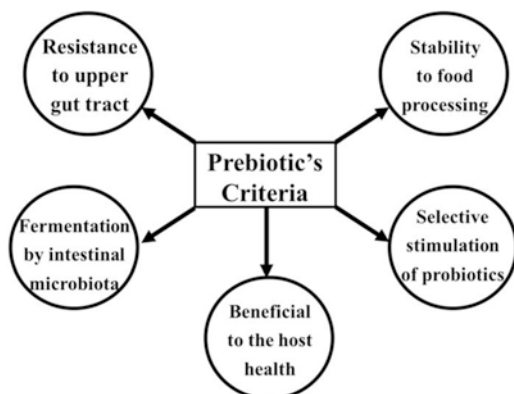 Resistance
to upper
gut tract
Stability
to food
processing
Prebiotic's
Criteria
Fermentation
by intestinal
microbiota
Selective
stimulation
of probiotics
Beneficial
to the host
health